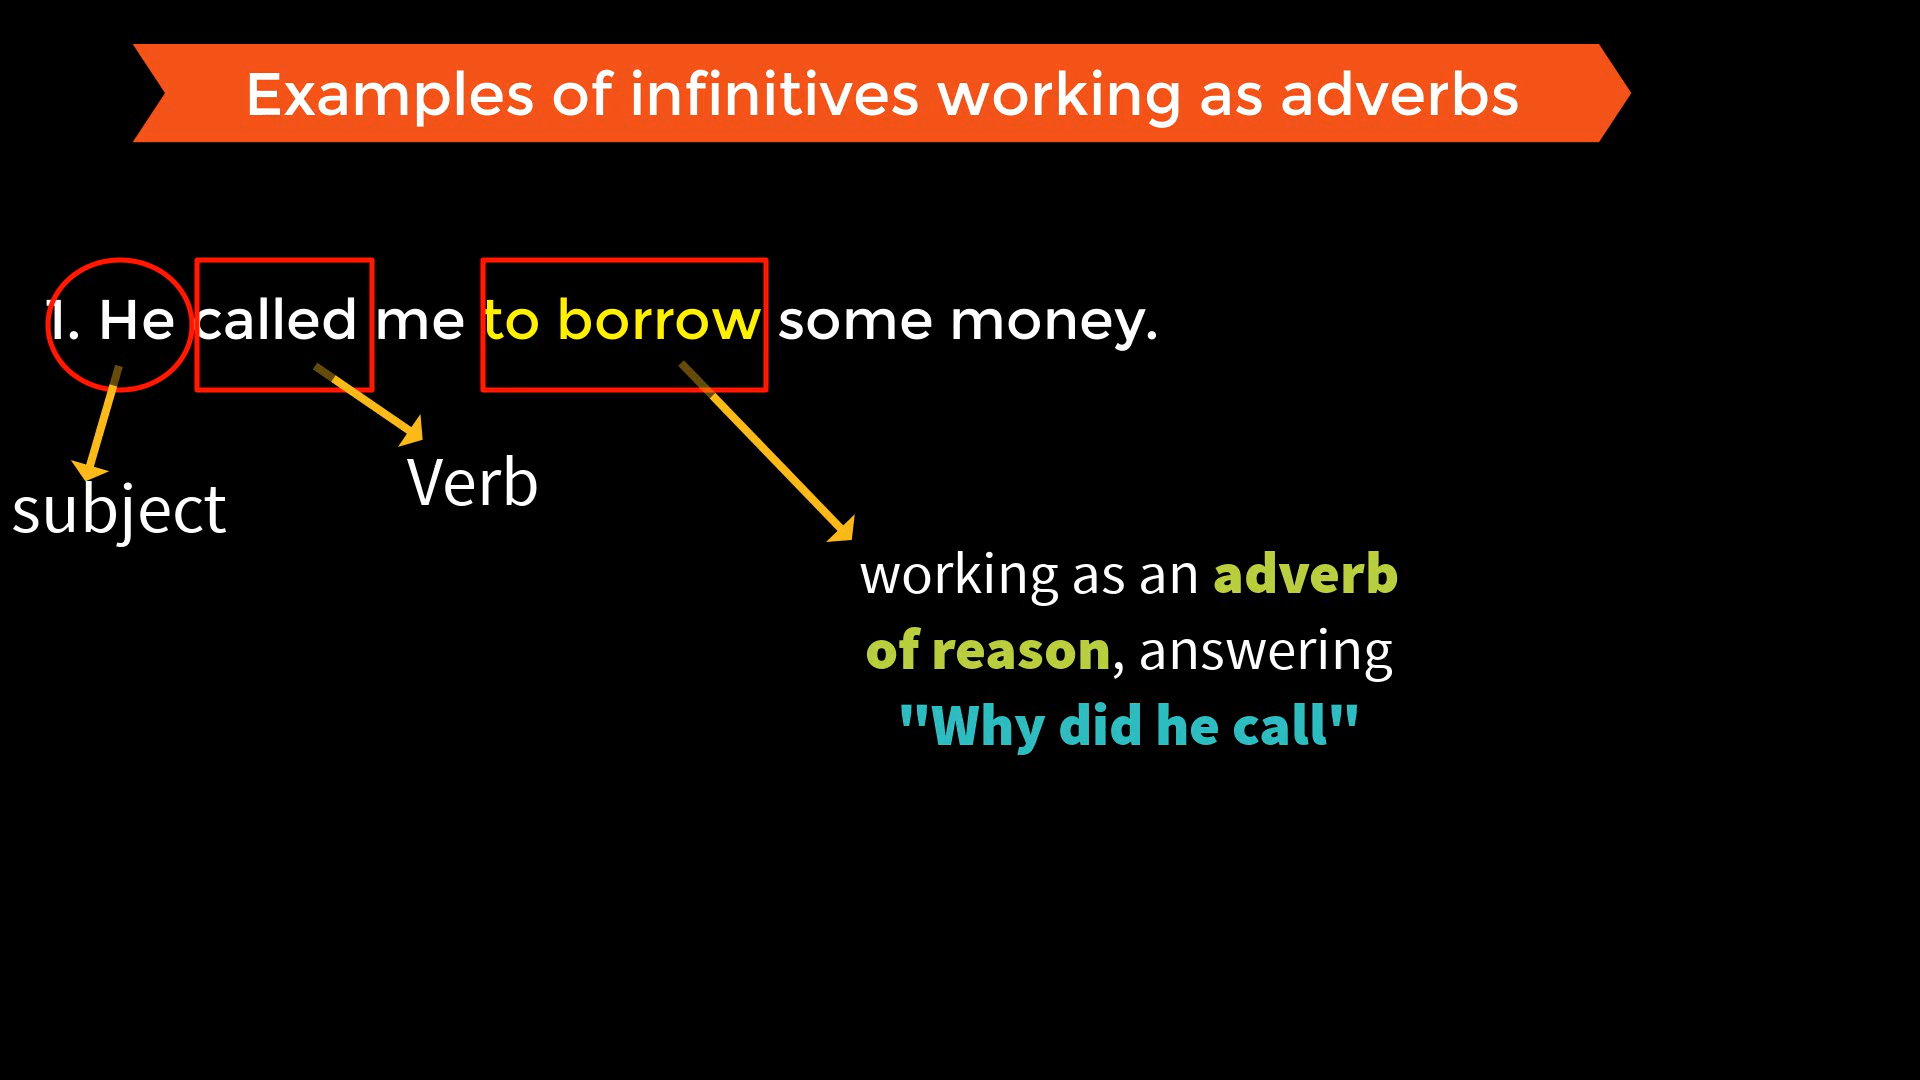 Examples of infinitives working as adverbs
1. He called me to borrow some money.
subject
Verb
working as an adverb
of reason, answering
"Why did he call"